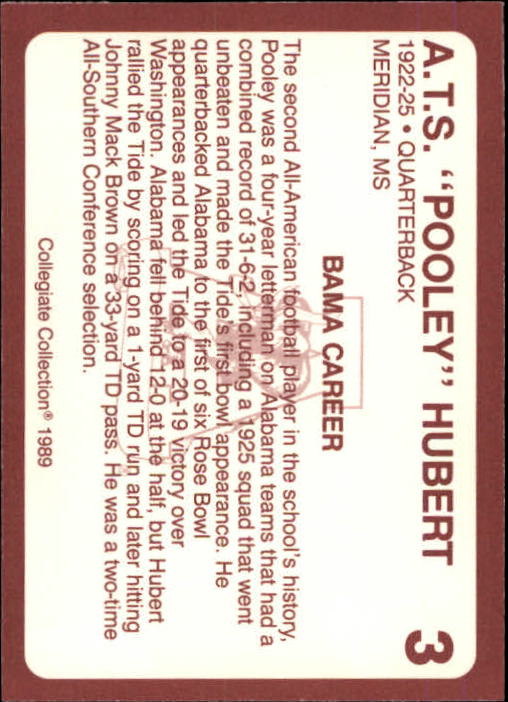 A.T.S. "POOLEY" HUBERT 3
1922-25 • QUARTERBACK
MERIDIAN, MS
BAMA CAREER
The second All-American football player in the school's history,
Pooley was a four-year letterman on Alabama teams that had a
combined record of 31-6-2, including a 1925 squad that went
unbeaten and made the Tide's first bowl appearance. He
quarterbacked Alabama to the first of six Rose Bowl
appearances and led the Tide to a 20-19 victory over
Washington. Alabama fell behind 12-0 at the half, but Hubert
rallied the Tide by scoring on a 1-yard TD run and later hitting
Johnny Mack Brown on a 33-yard TD pass. He was a two-time
All-Southern Conference selection.
Collegiate Collection® 1989